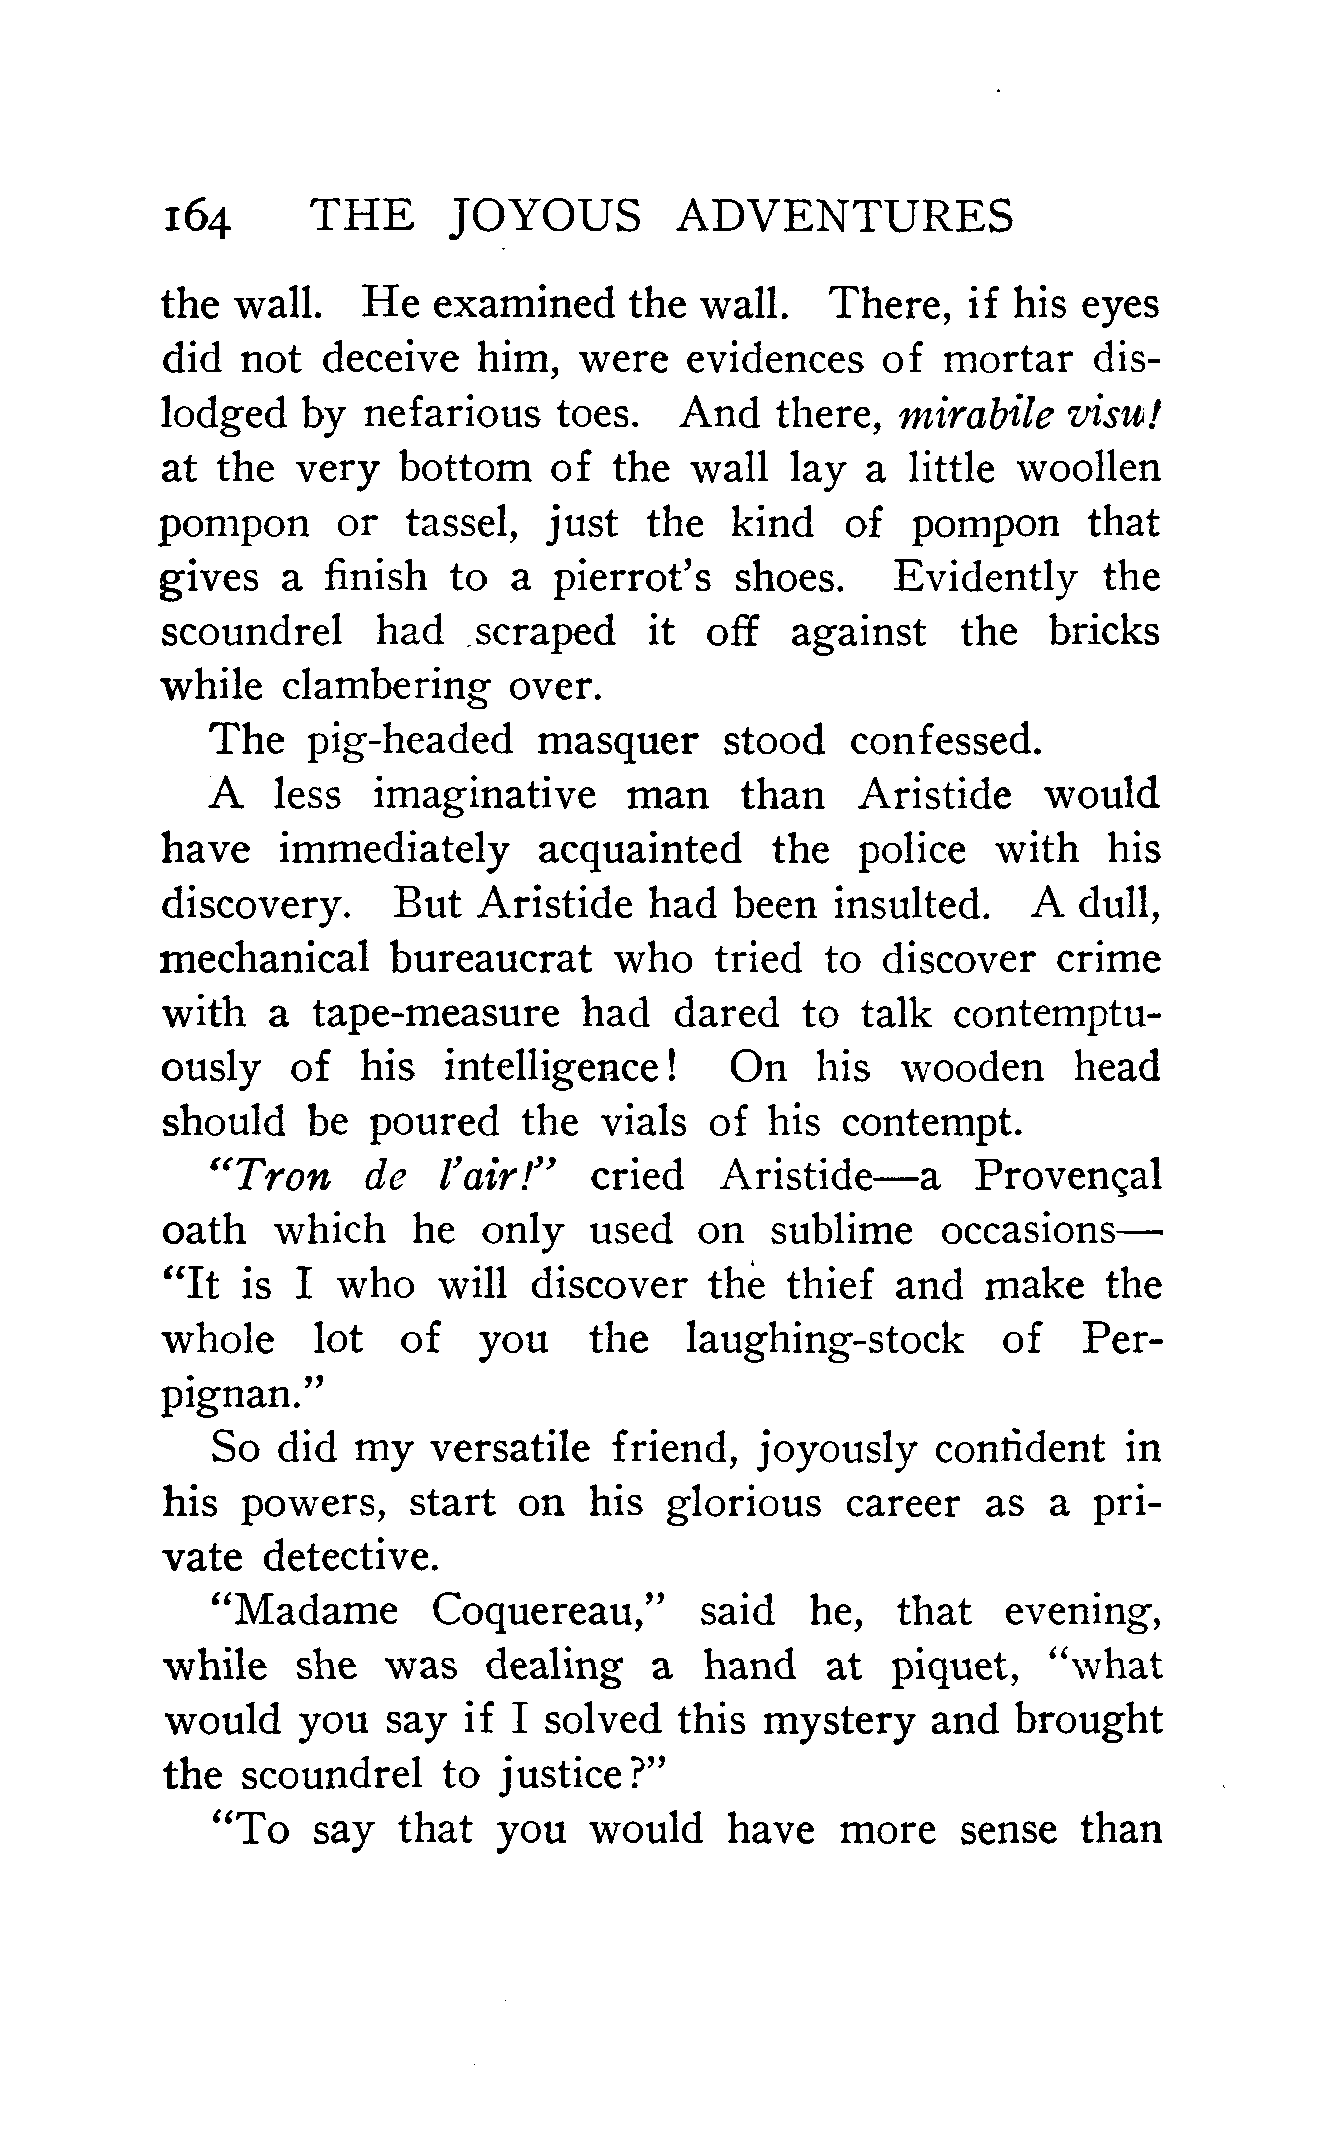 164 THE JOYOUS ADVENTURES
the wall. He examined the wall. There, if his eyes
did not deceive him, were evidences of mortar dis-
lodged by nefarious toes. And there, mirabile visu!
at the very bottom of the wall lay a little woollen
pompon or tassel, just the kind of pompon that
gives a finish to a pierrot's shoes. Evidently the
scoundrel had scraped it off against the bricks
while clambering over.
The pig-headed masquer stood confessed.
A less imaginative man than Aristide would
have immediately acquainted the police with his
discovery. But Aristide had been insulted. A dull,
mechanical bureaucrat who tried to discover crime
with a tape-measure had dared to talk contemptu-
ously of his intelligence! On his wooden head
should be poured the vials of his contempt.
"Tron de l'air!" cried Aristide—a Provençal
oath which he only used on sublime occasions—
"It is I who will discover the thief and make the
whole lot of you the laughing-stock of Per-
pignan."
So did my versatile friend, joyously confident in
his powers, start on his glorious career as a pri-
vate detective.
"Madame Coquereau," said he, that evening,
while she was dealing a hand at piquet, "what
would you say if I solved this mystery and brought
the scoundrel to justice?"
"To say that you would have more sense than